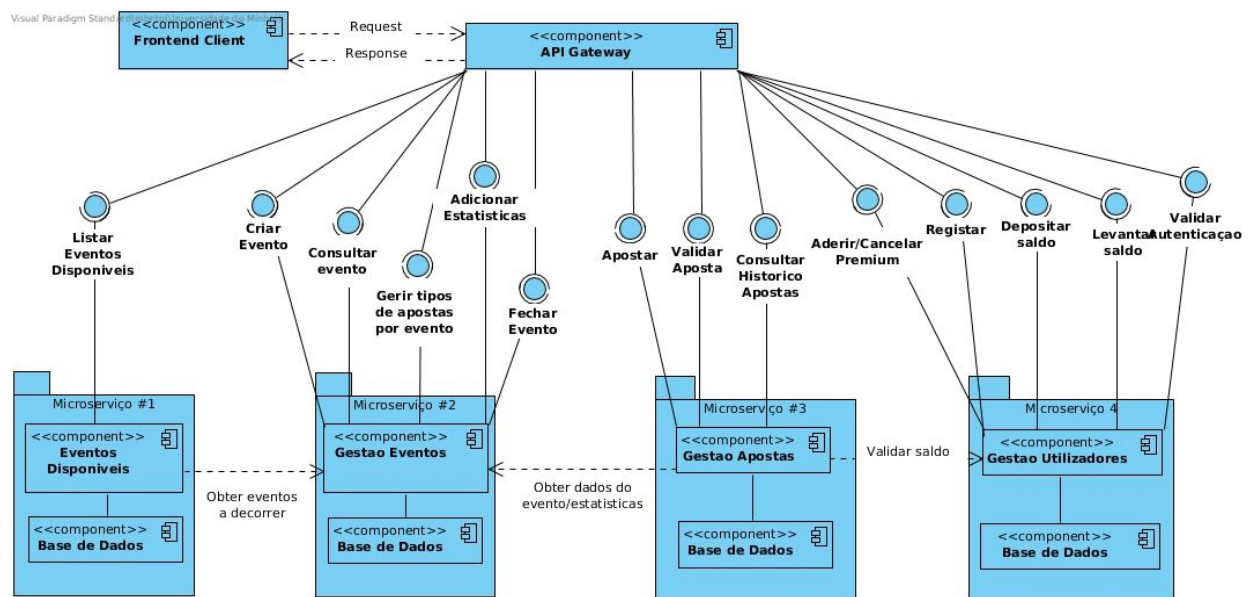 Visual Paradigm Standard
<<component>>
Frontend Client
Request
Response
<<component>>
API Gateway
Listar
Eventos
Disponiveis
Criar
Evento
Consultar
evento
Gerir tipos
de apostas
por evento
Adicionar
Estatisticas
Fechar
Evento
Apostar
Validar
Aposta
Consultar
Historico
Apostas
Aderir/Cancelar
Premium
Registar
Depositar
saldo
Levantar
saldo
Validar
Autenticaçao
Microserviço #1
<<component>>
Eventos
Disponiveis
<<component>>
Base de Dados
Obter eventos
a decorrer
Microserviço #2
<<component>>
Gestao Eventos
<<component>>
Base de Dados
Obter dados do
evento/estatisticas
Microserviço #3
<<component>>
Gestao Apostas
<<component>>
Base de Dados
Validar saldo
Microserviço 4
<<component>>
Gestao Utilizadores
<<component>>
Base de Dados